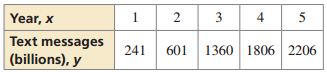 Year, x 1 2 3 4 5
Text messages
(billions), y 241 601 1360 1806 2206